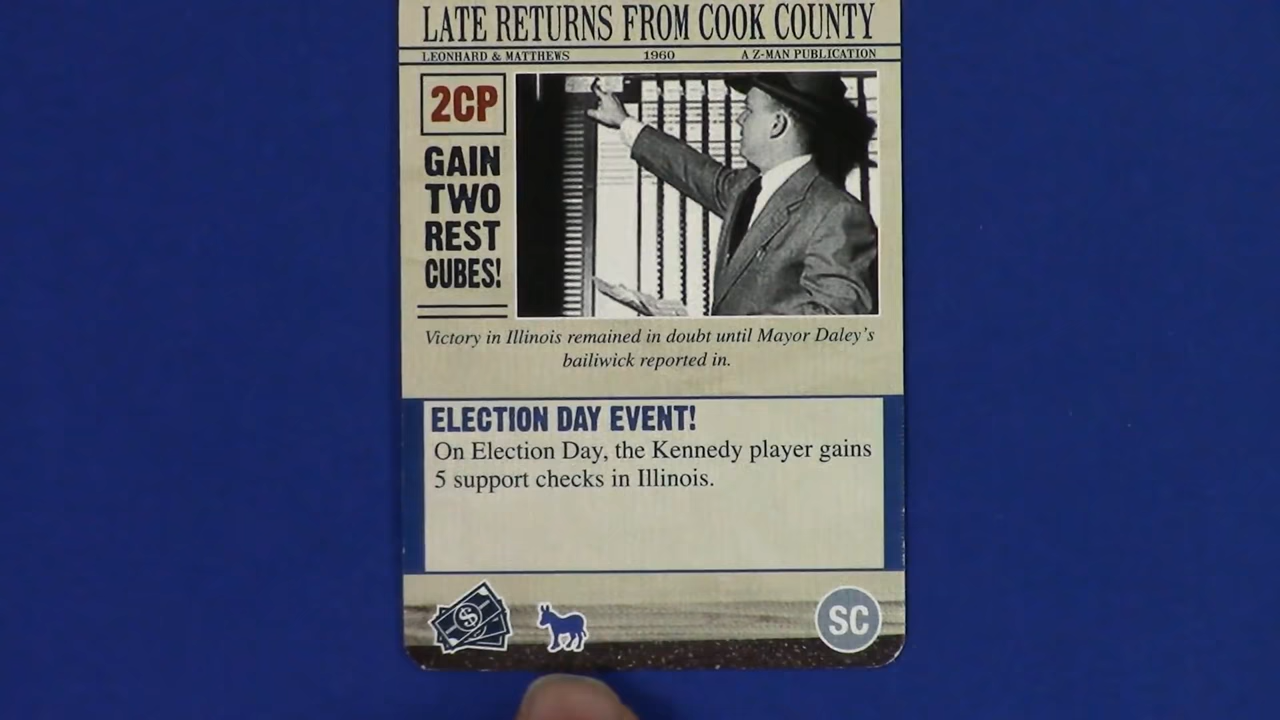 LATE RETURNS FROM COOK COUNTY
LEONHARD & MATTHEWS 1960 A Z-MAN PUBLICATION
2CP
GAIN
TWO
REST
CUBES!
Victory in Illinois remained in doubt until Mayor Daley's
bailiwick reported in.
ELECTION DAY EVENT!
On Election Day, the Kennedy player gains
5 support checks in Illinois.
$
SC